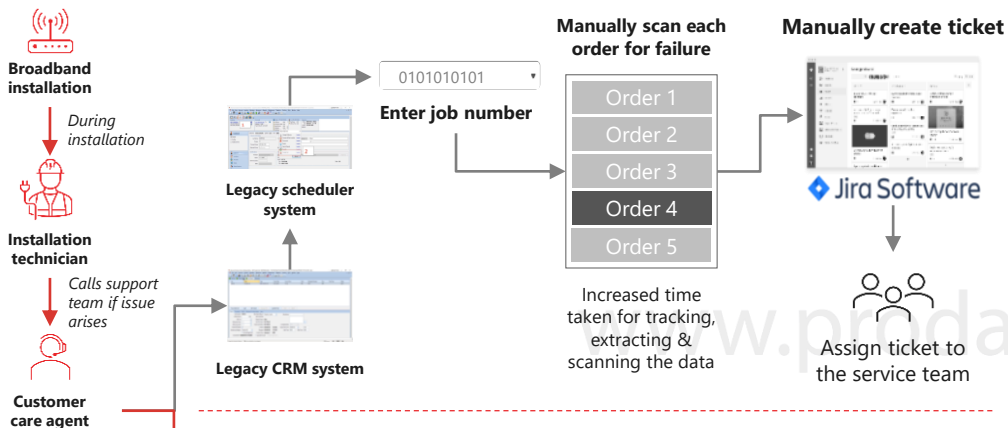 Broadband
installation
During
installation
Installation
technician
Calls support
team if issue
arises
Customer
care agent
Legacy CRM system
Legacy scheduler
system
0101010101
Enter job number
Manually scan each
order for failure
Order 1
Order 2
Order 3
Order 4
Order 5
Increased time
taken for tracking,
extracting &
scanning the data
Manually create ticket
Jira Software
Assign ticket to
the service team
www.proda